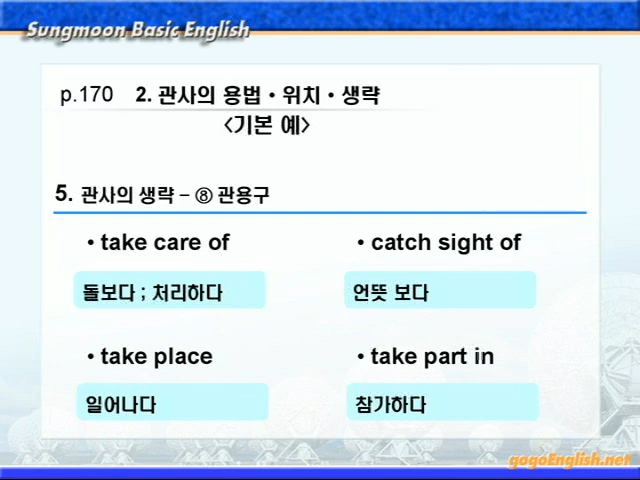 Sungmoon Basic English
p.170 2. 관사의 용법 • 위치 • 생략
<기본 예>
5. 관사의 생략 – ⑧ 관용구
• take care of
• catch sight of
돌보다 ; 처리하다
언뜻 보다
• take place
• take part in
일어나다
참가하다
gogoEnglish.net